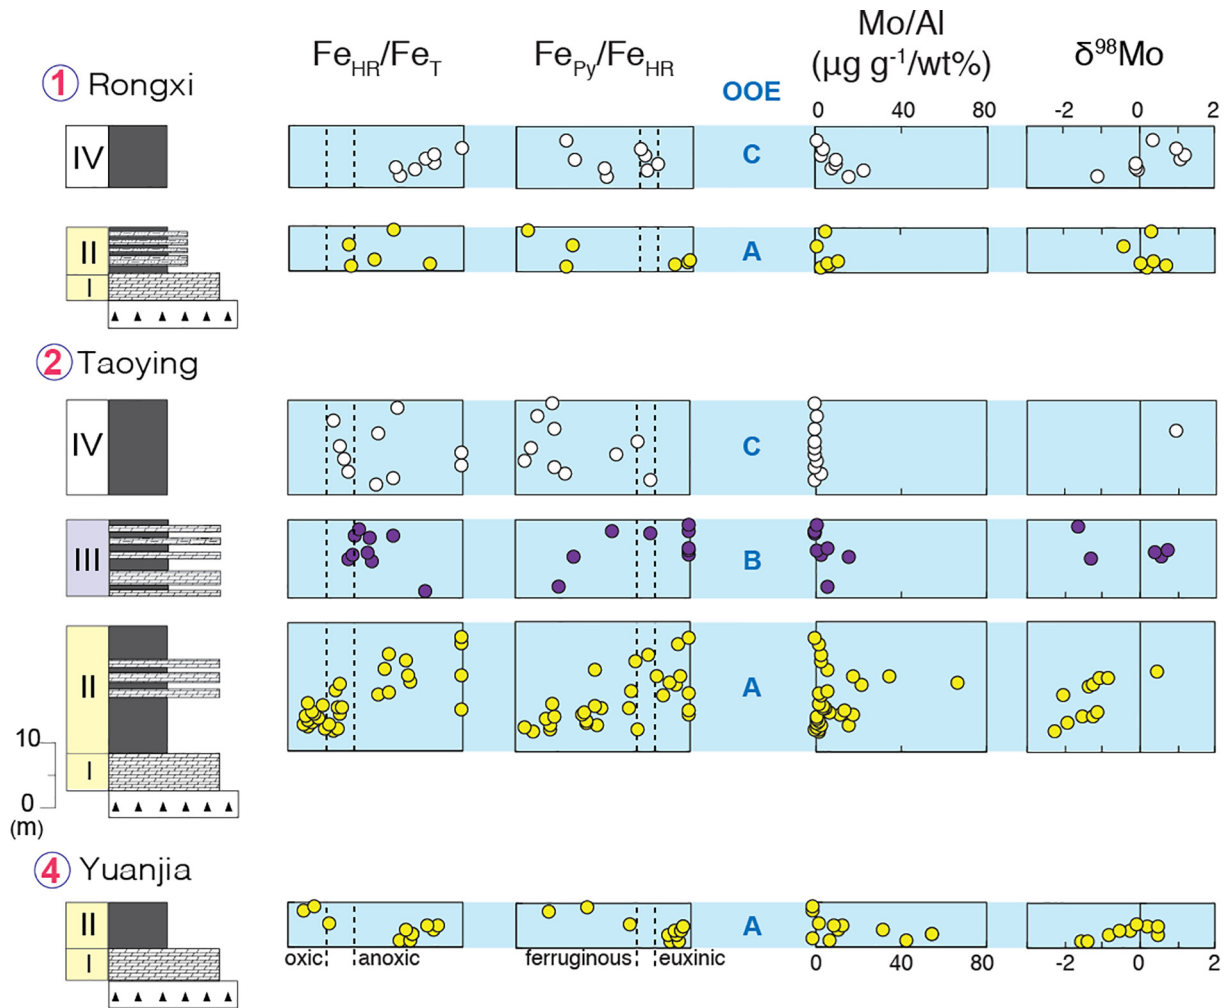 Fe_HR/Fe_T Fe_Py/Fe_HR Mo/Al δ⁹⁸Mo
(µg g⁻¹/wt%)
1 Rongxi OOE
0 40 80 -2 0 2
IV C
II A
I
2 Taoying
IV C
III B
II A
I
10
0
(m)
4 Yuanjia
II A
I
oxic anoxic ferruginous euxinic
0 40 80 -2 0 2